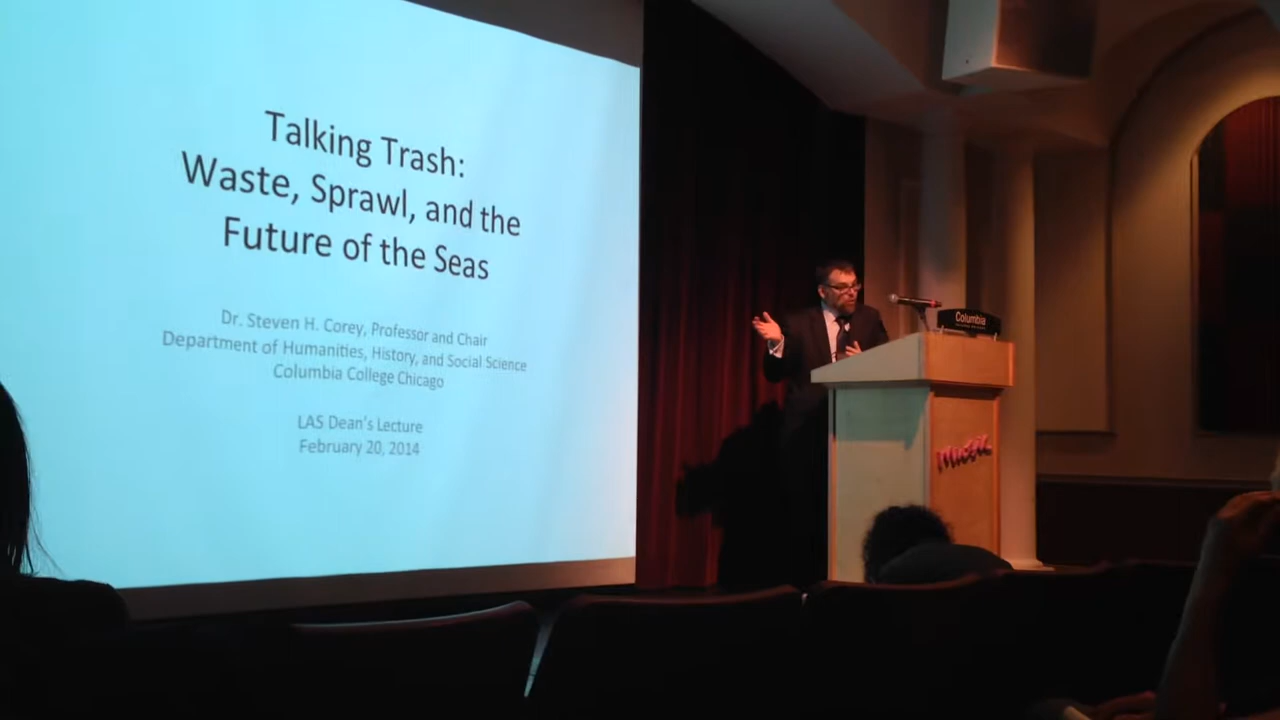 Talking Trash:
Waste, Sprawl, and the
Future of the Seas
Dr. Steven H. Corey, Professor and Chair
Department of Humanities, History, and Social Science
Columbia College Chicago
LAS Dean's Lecture
February 20, 2014
Columbia
Music